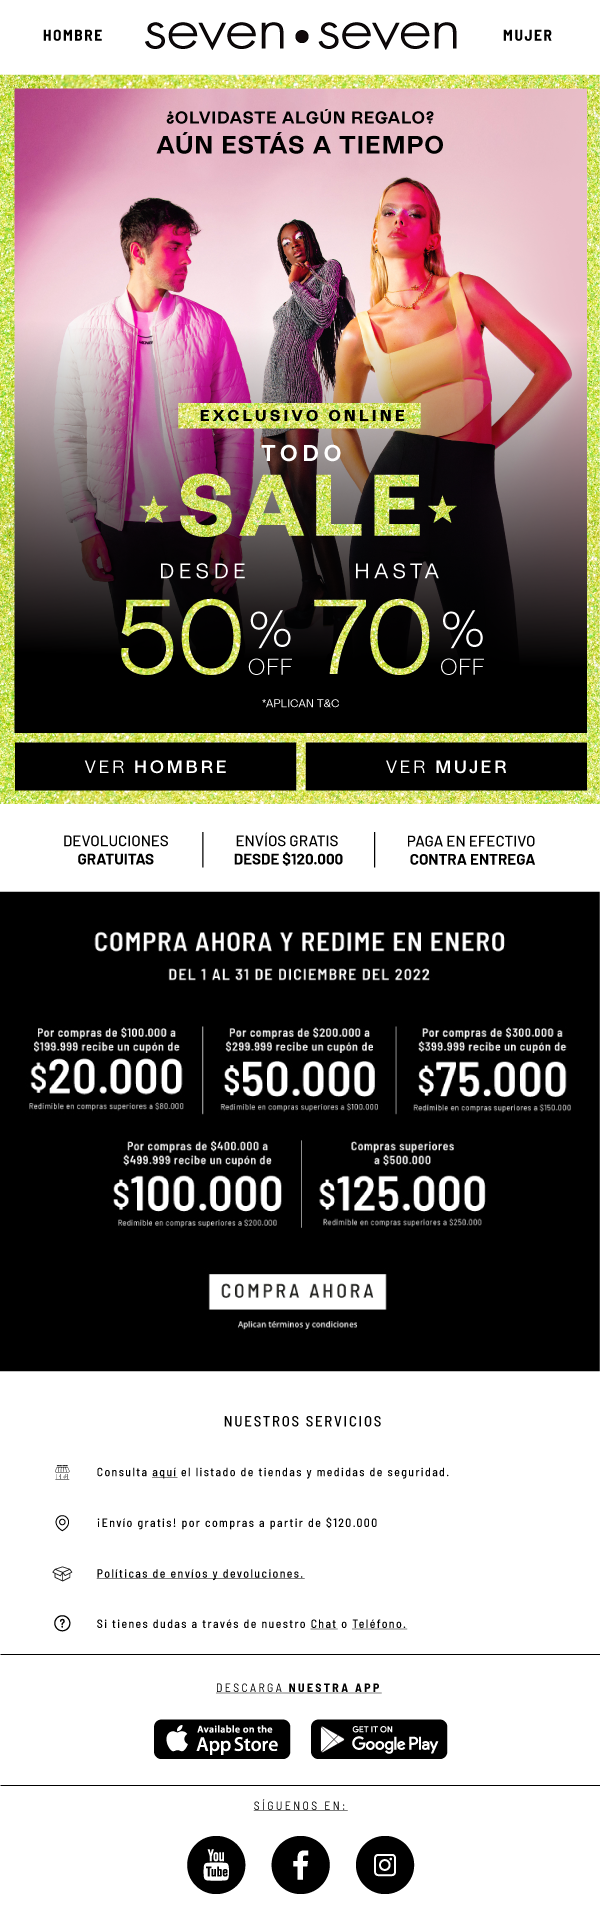 HOMBRE
seven•seven
MUJER
¿OLVIDASTE ALGÚN REGALO?
AÚN ESTÁS A TIEMPO
EXCLUSIVO ONLINE
TODO
SALE
DESDE HASTA
50% OFF 70% OFF
*APLICAN T&C
VER HOMBRE
VER MUJER
DEVOLUCIONES
GRATUITAS
ENVÍOS GRATIS
DESDE $120.000
PAGA EN EFECTIVO
CONTRA ENTREGA
COMPRA AHORA Y REDIME EN ENERO
DEL 1 AL 31 DE DICIEMBRE DEL 2022
Por compras de $100.000 a
$199.999 recibe un cupón de
$20.000
Redimible en compras superiores a $80.000
Por compras de $200.000 a
$299.999 recibe un cupón de
$50.000
Redimible en compras superiores a $100.000
Por compras de $300.000 a
$399.999 recibe un cupón de
$75.000
Redimible en compras superiores a $150.000
Por compras de $400.000 a
$499.999 recibe un cupón de
$100.000
Redimible en compras superiores a $200.000
Compras superiores
a $500.000
$125.000
Redimible en compras superiores a $250.000
COMPRA AHORA
Aplican términos y condiciones
NUESTROS SERVICIOS
Consulta aquí el listado de tiendas y medidas de seguridad.
¡Envío gratis! por compras a partir de $120.000
Políticas de envíos y devoluciones.
Si tienes dudas a través de nuestro Chat o Teléfono.
DESCARGA NUESTRA APP
Available on the
App Store
GET IT ON
Google Play
SÍGUENOS EN:
You
Tube